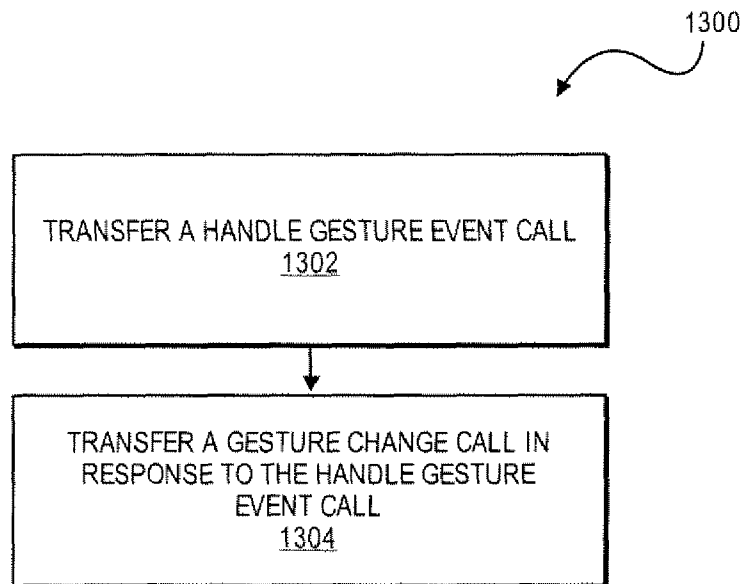 1300
TRANSFER A HANDLE GESTURE EVENT CALL
1302
TRANSFER A GESTURE CHANGE CALL IN
RESPONSE TO THE HANDLE GESTURE
EVENT CALL
1304